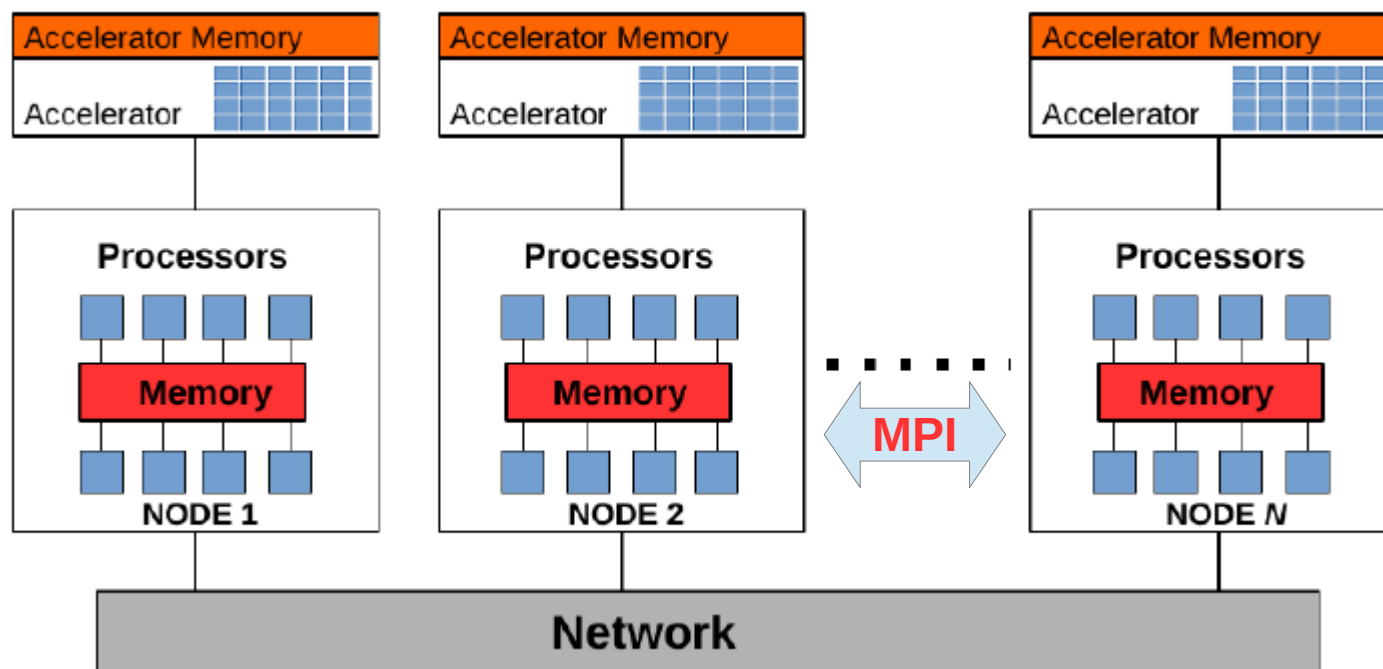 Accelerator Memory
Accelerator
Accelerator Memory
Accelerator
Accelerator Memory
Accelerator
Processors
Memory
NODE 1
Processors
Memory
NODE 2
MPI
Processors
Memory
NODE N
Network